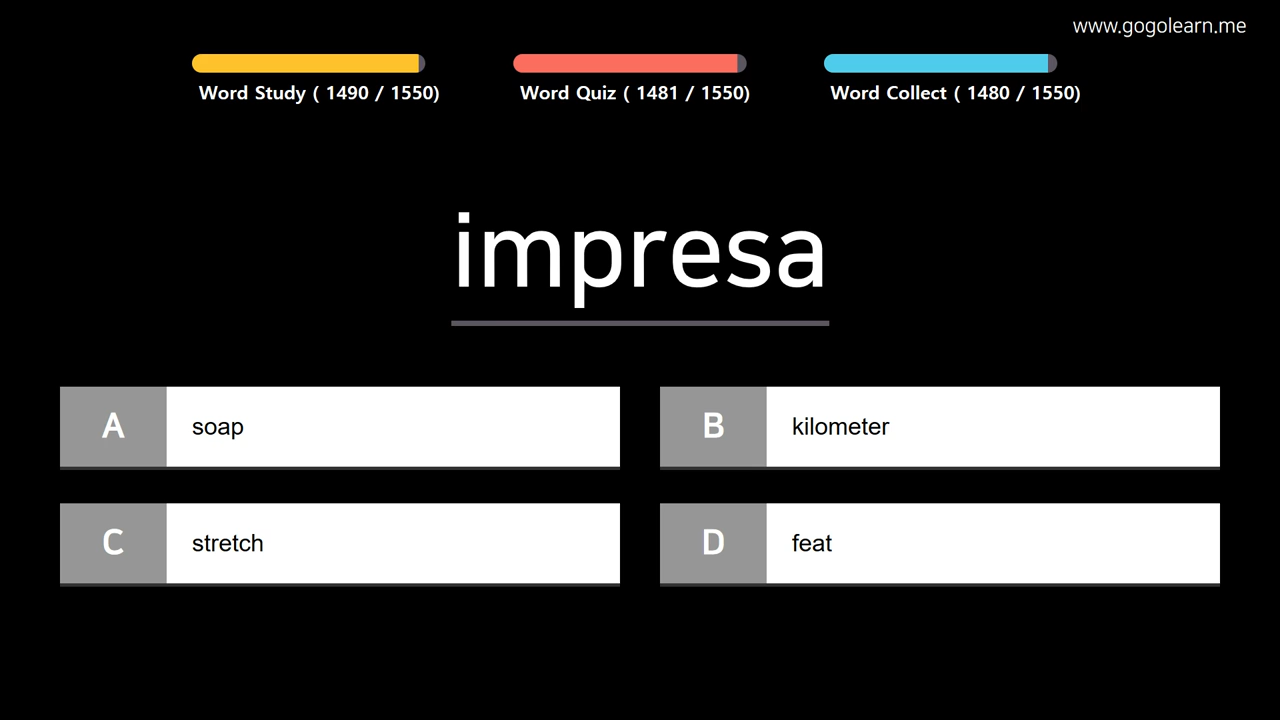 www.gogolearn.me
Word Study ( 1490 / 1550)
Word Quiz ( 1481 / 1550)
Word Collect ( 1480 / 1550)
impresa
A soap
B kilometer
C stretch
D feat